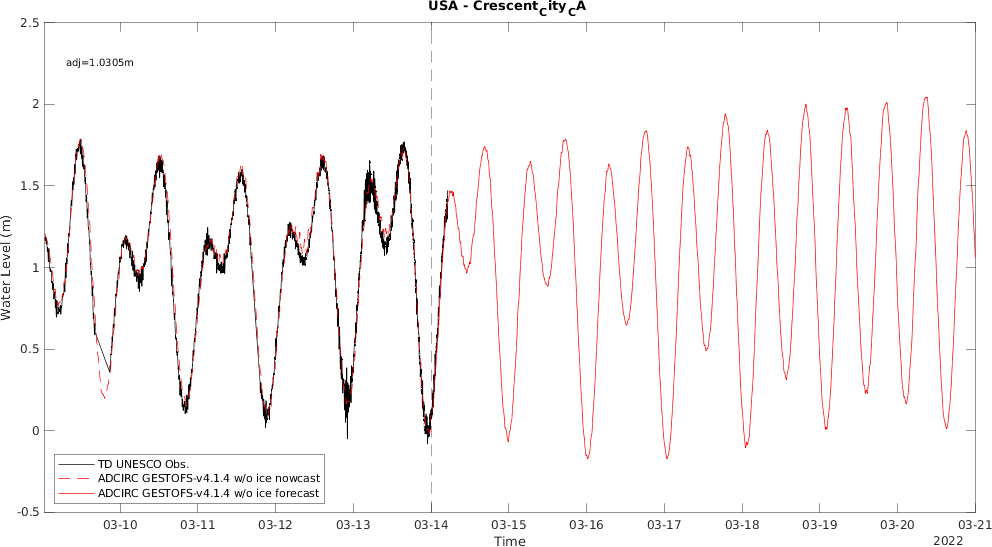 USA - Crescent_City_CA
adj=1.0305m
Water Level (m)
2.5
2
1.5
1
0.5
0
-0.5
TD UNESCO Obs.
ADCIRC GESTOFS-v4.1.4 w/o ice nowcast
ADCIRC GESTOFS-v4.1.4 w/o ice forecast
03-10 03-11 03-12 03-13 03-14 03-15 03-16 03-17 03-18 03-19 03-20 03-21
Time
2022